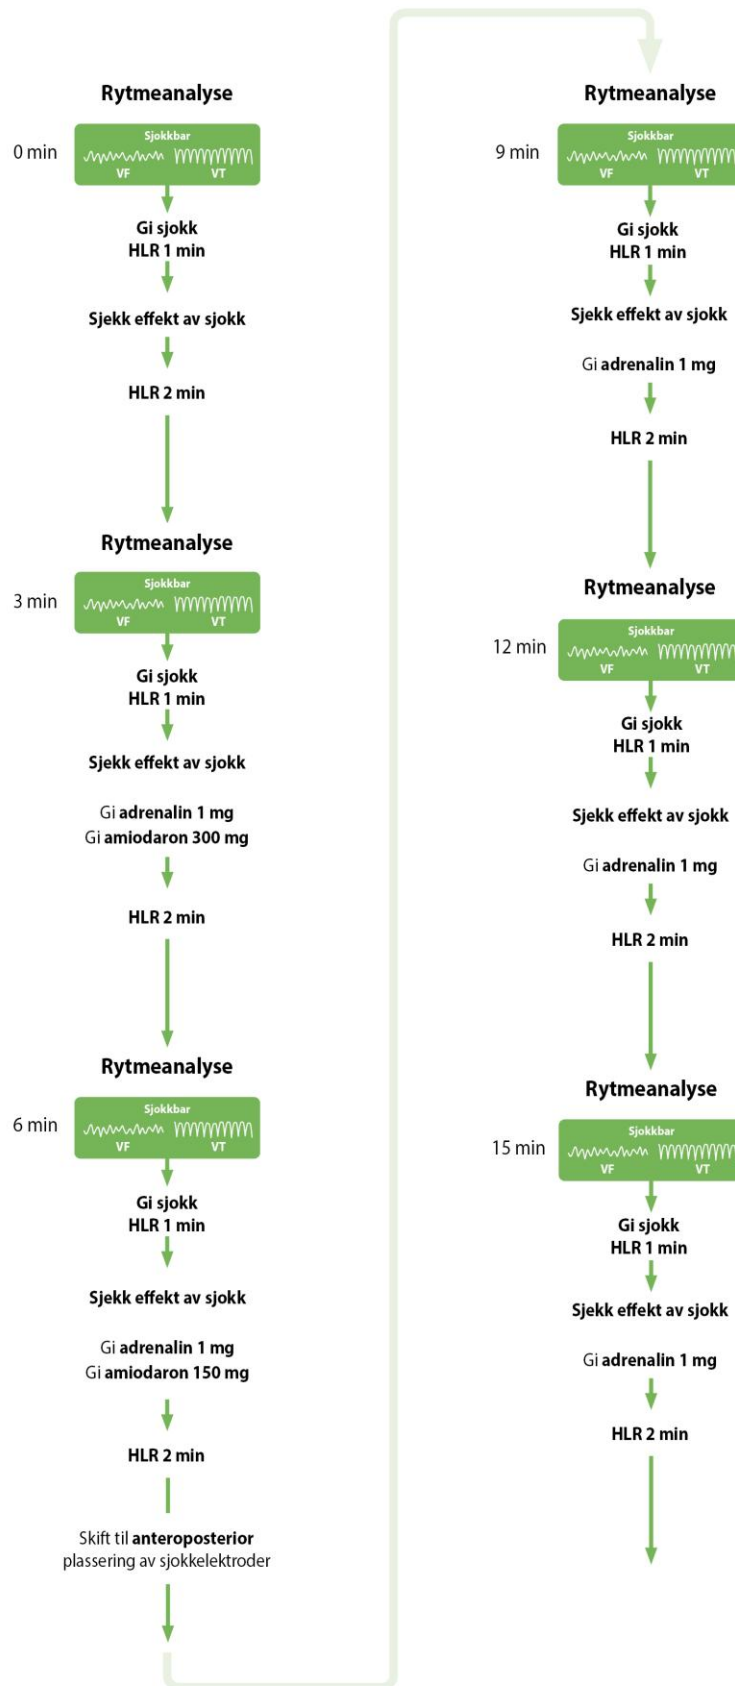 Rytmeanalyse
0 min
Sjokkbar
VF VT
Gi sjokk
HLR 1 min
Sjekk effekt av sjokk
HLR 2 min
Rytmeanalyse
3 min
Sjokkbar
VF VT
Gi sjokk
HLR 1 min
Sjekk effekt av sjokk
Gi adrenalin 1 mg
Gi amiodaron 300 mg
HLR 2 min
Rytmeanalyse
6 min
Sjokkbar
VF VT
Gi sjokk
HLR 1 min
Sjekk effekt av sjokk
Gi adrenalin 1 mg
Gi amiodaron 150 mg
HLR 2 min
Skift til anteroposterior
plassering av sjokkelektroder
Rytmeanalyse
9 min
Sjokkbar
VF VT
Gi sjokk
HLR 1 min
Sjekk effekt av sjokk
Gi adrenalin 1 mg
HLR 2 min
Rytmeanalyse
12 min
Sjokkbar
VF VT
Gi sjokk
HLR 1 min
Sjekk effekt av sjokk
Gi adrenalin 1 mg
HLR 2 min
Rytmeanalyse
15 min
Sjokkbar
VF VT
Gi sjokk
HLR 1 min
Sjekk effekt av sjokk
Gi adrenalin 1 mg
HLR 2 min